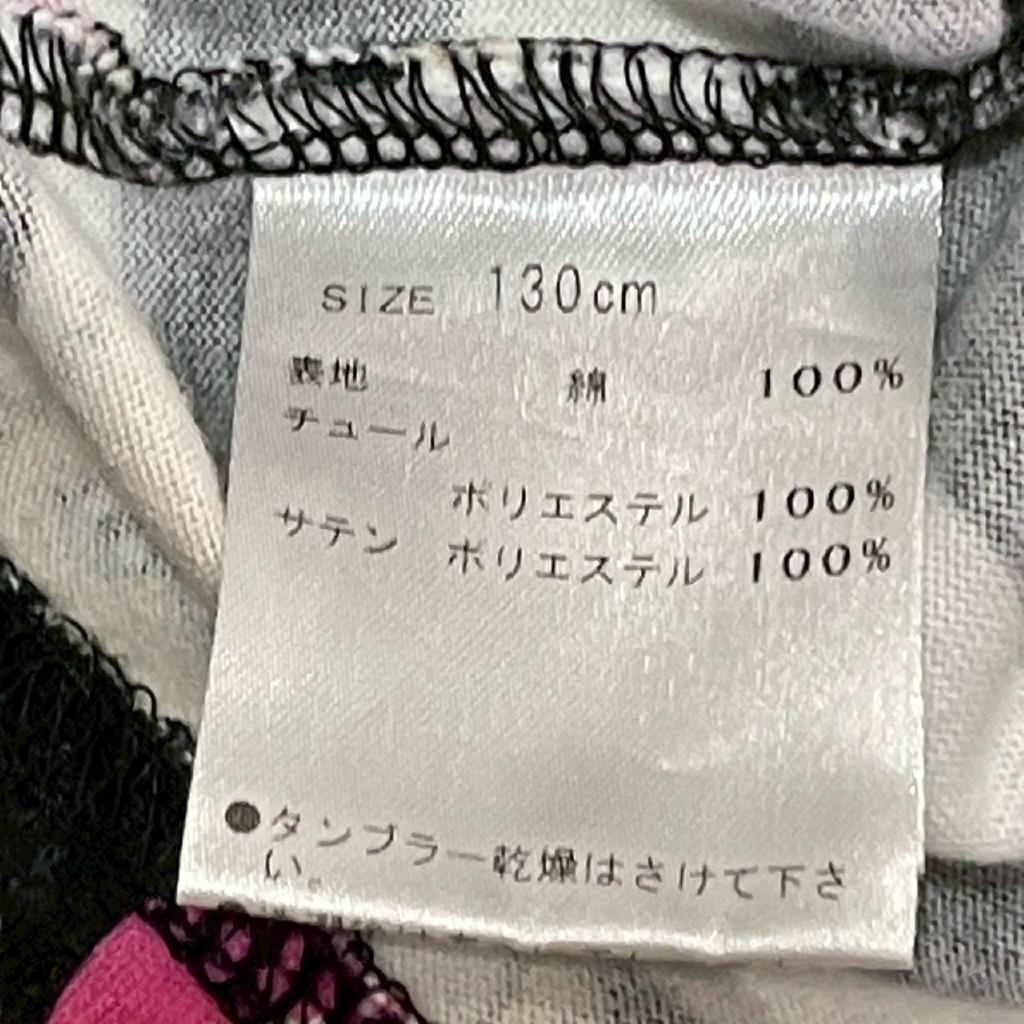 SIZE 130cm
表地 綿 100%
チュール
ポリエステル 100%
サテン ポリエステル 100%
●タンブラー乾燥はさけて下さ
い。